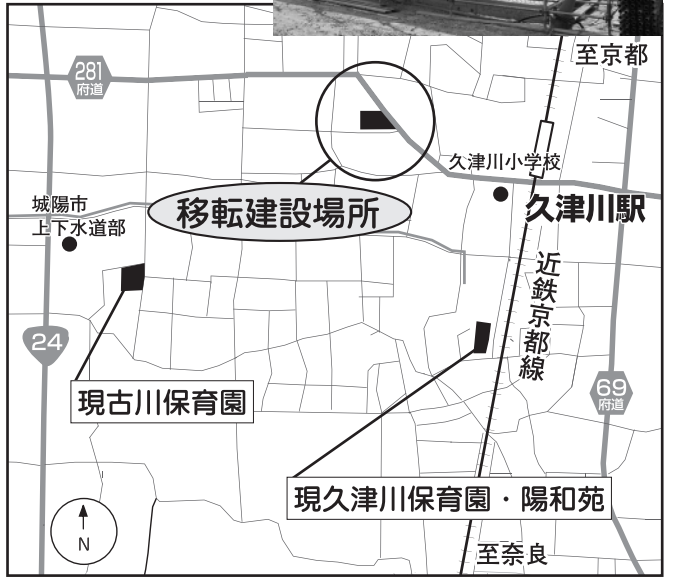 至京都
281
府道
久津川小学校
久津川駅
城陽市
上下水道部
移転建設場所
近鉄京都線
24
69
府道
現古川保育園
現久津川保育園・陽和苑
N
至奈良